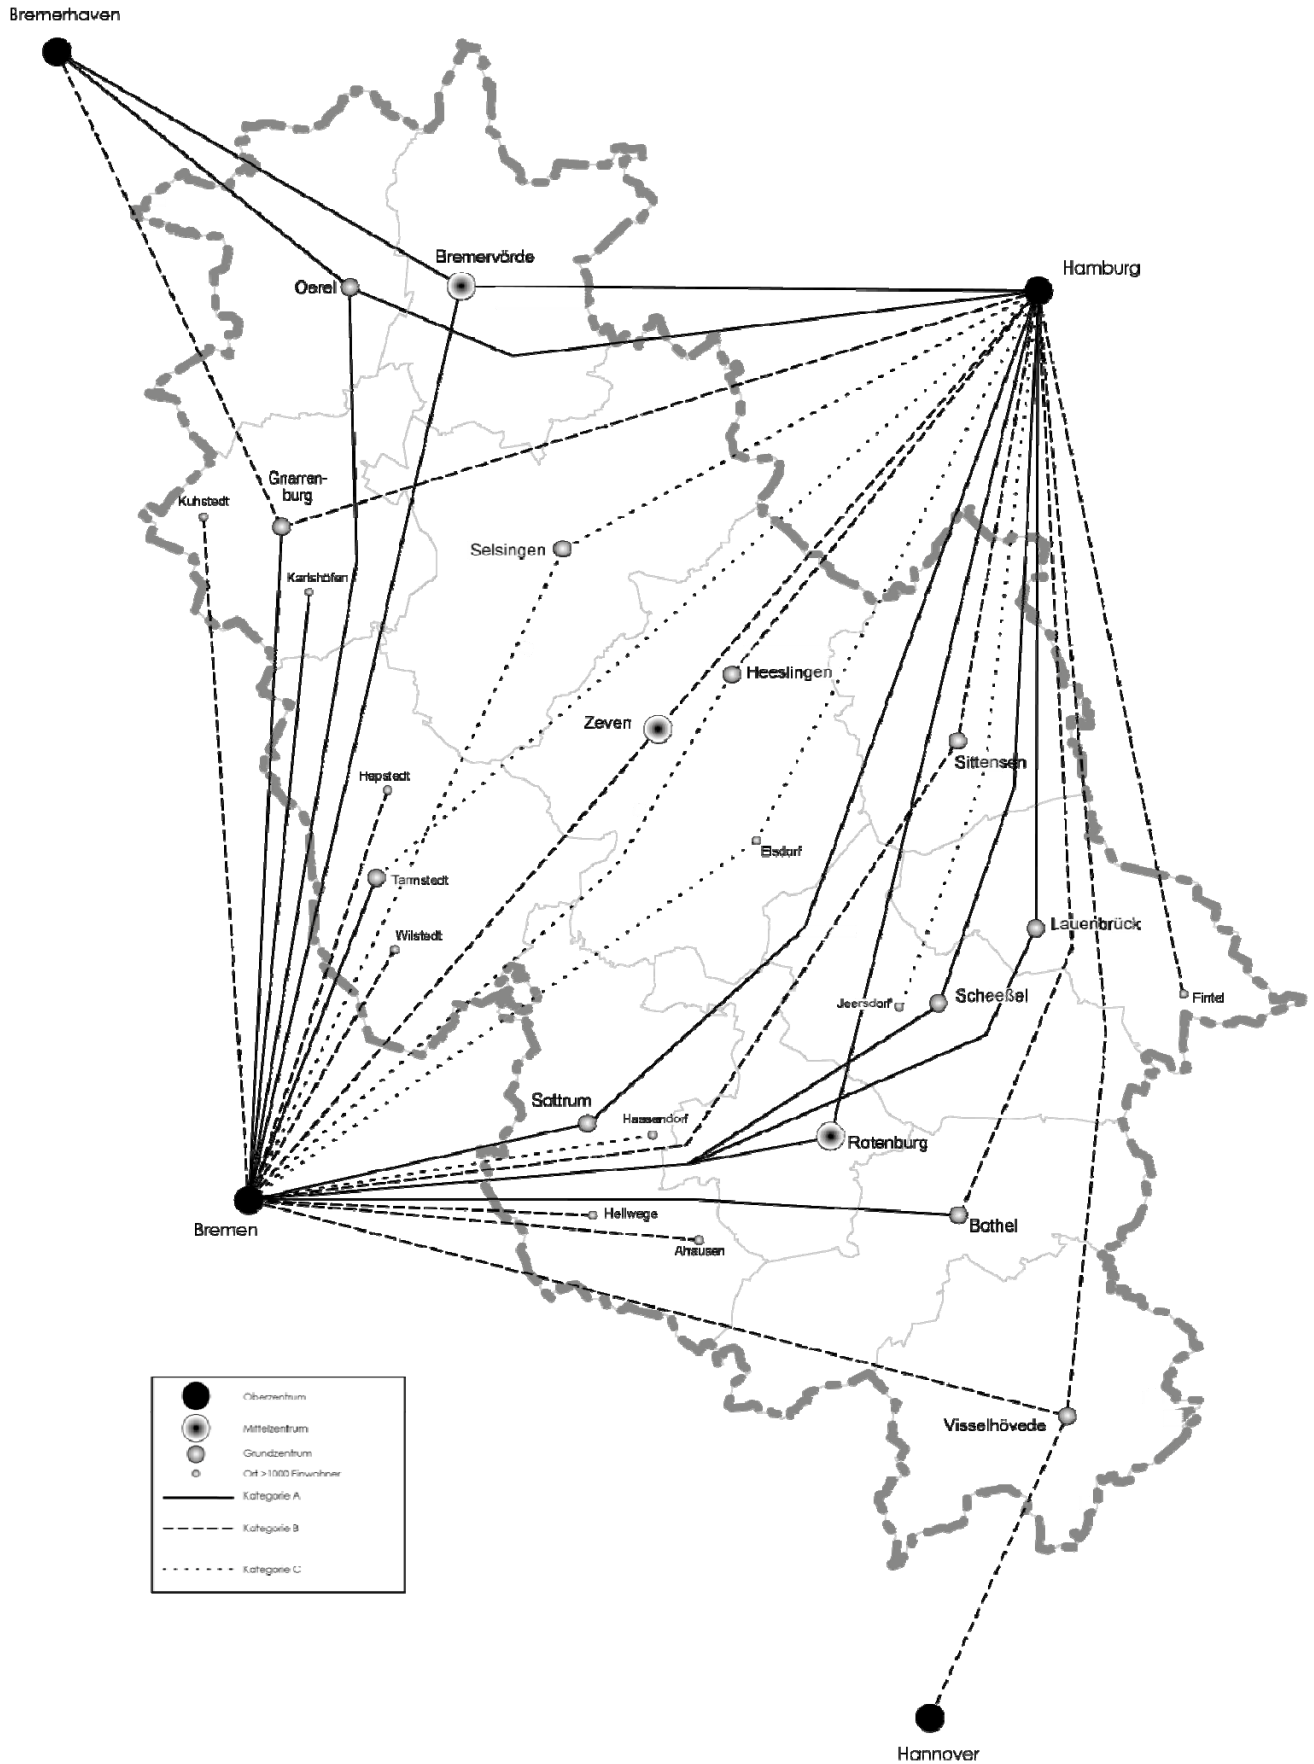 Bremerhaven
Bremervörde
Hamburg
Oerel
Gnarren-
burg
Kuhstedt
Selsingen
Karlshöfen
Heeslingen
Zeven
Sittensen
Hepstedt
Elsdorf
Tarmstedt
Wilstedt
Lauenbrück
Scheeßel
Jeersdorf
Fintel
Sottrum
Hassendorf
Rotenburg
Hellwege
Bothel
Bremen
Ahausen
Visselhövede
Oberzentrum
Mittelzentrum
Grundzentrum
Ort >1000 Einwohner
Kategorie A
Kategorie B
Kategorie C
Hannover